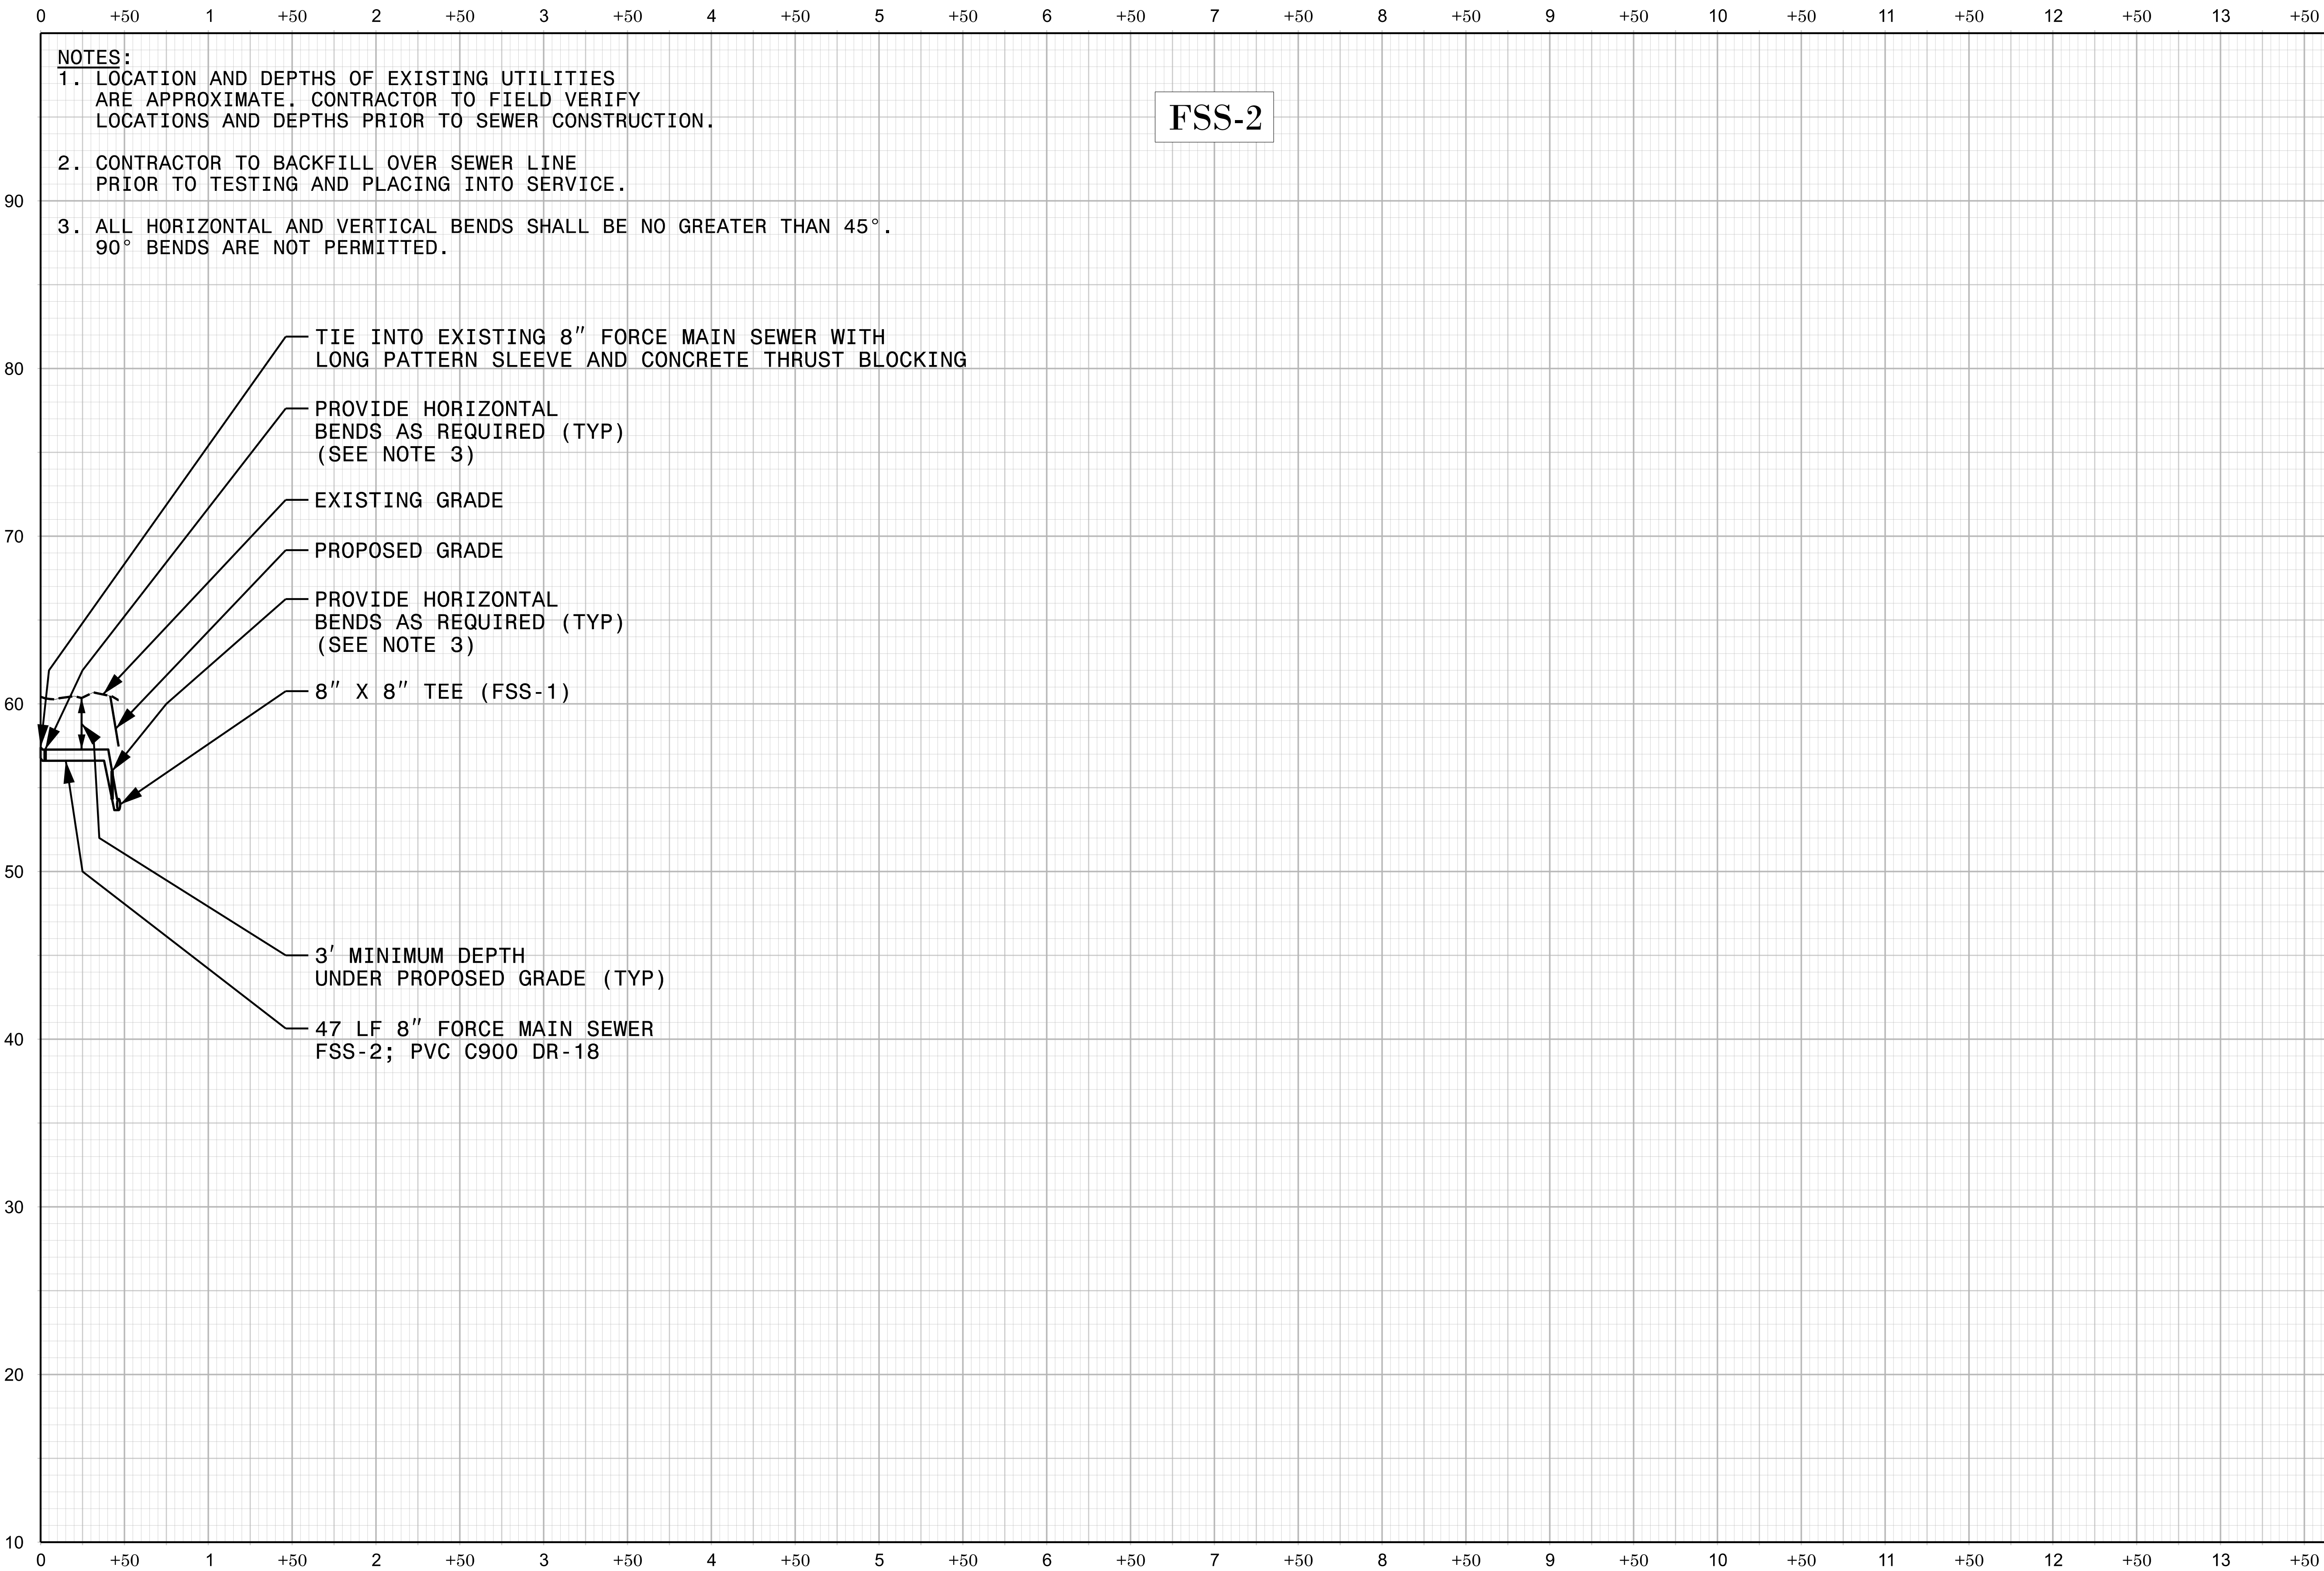 0 +50 1 +50 2 +50 3 +50 4 +50 5 +50 6 +50 7 +50 8 +50 9 +50 10 +50 11 +50 12 +50 13 +50
NOTES:
1. LOCATION AND DEPTHS OF EXISTING UTILITIES
ARE APPROXIMATE. CONTRACTOR TO FIELD VERIFY
LOCATIONS AND DEPTHS PRIOR TO SEWER CONSTRUCTION.
FSS-2
2. CONTRACTOR TO BACKFILL OVER SEWER LINE
PRIOR TO TESTING AND PLACING INTO SERVICE.
90
3. ALL HORIZONTAL AND VERTICAL BENDS SHALL BE NO GREATER THAN 45°.
90° BENDS ARE NOT PERMITTED.
TIE INTO EXISTING 8" FORCE MAIN SEWER WITH
LONG PATTERN SLEEVE AND CONCRETE THRUST BLOCKING
80
PROVIDE HORIZONTAL
BENDS AS REQUIRED (TYP)
(SEE NOTE 3)
EXISTING GRADE
70
PROPOSED GRADE
PROVIDE HORIZONTAL
BENDS AS REQUIRED (TYP)
(SEE NOTE 3)
8" X 8" TEE (FSS-1)
60
50
3' MINIMUM DEPTH
UNDER PROPOSED GRADE (TYP)
47 LF 8" FORCE MAIN SEWER
FSS-2; PVC C900 DR-18
40
30
20
10
0 +50 1 +50 2 +50 3 +50 4 +50 5 +50 6 +50 7 +50 8 +50 9 +50 10 +50 11 +50 12 +50 13 +50